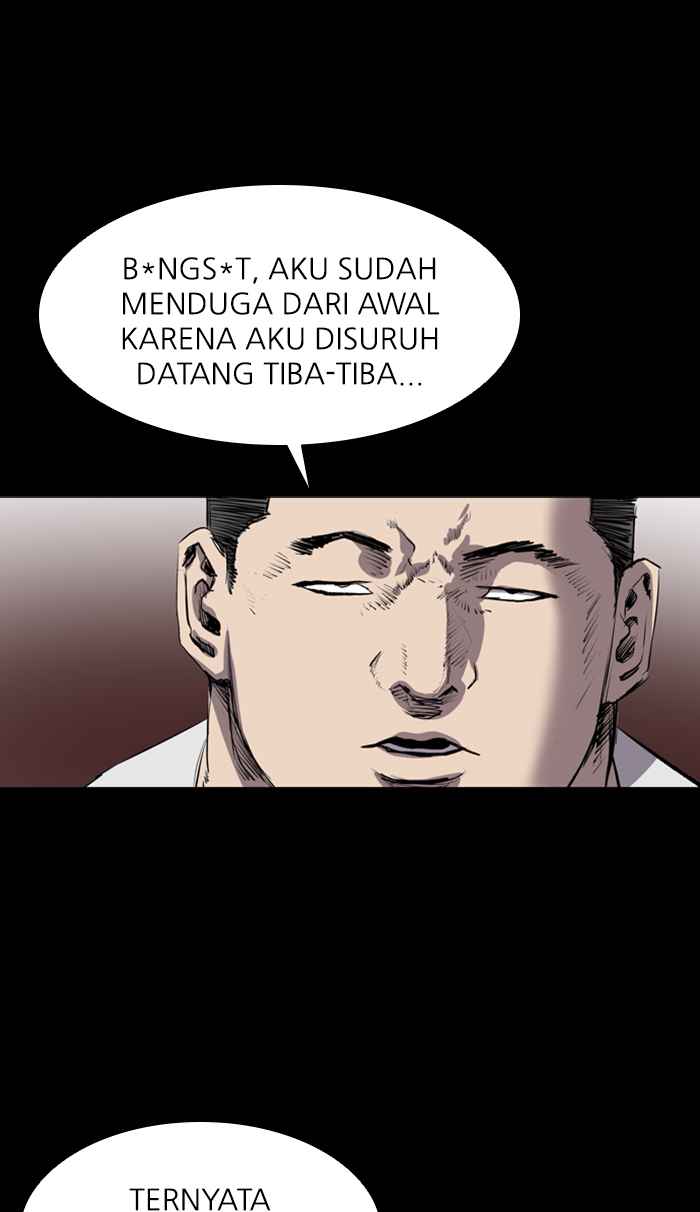 B*NGS*T, AKU SUDAH
MENDUGA DARI AWAL
KARENA AKU DISURUH
DATANG TIBA-TIBA...
TERNYATA